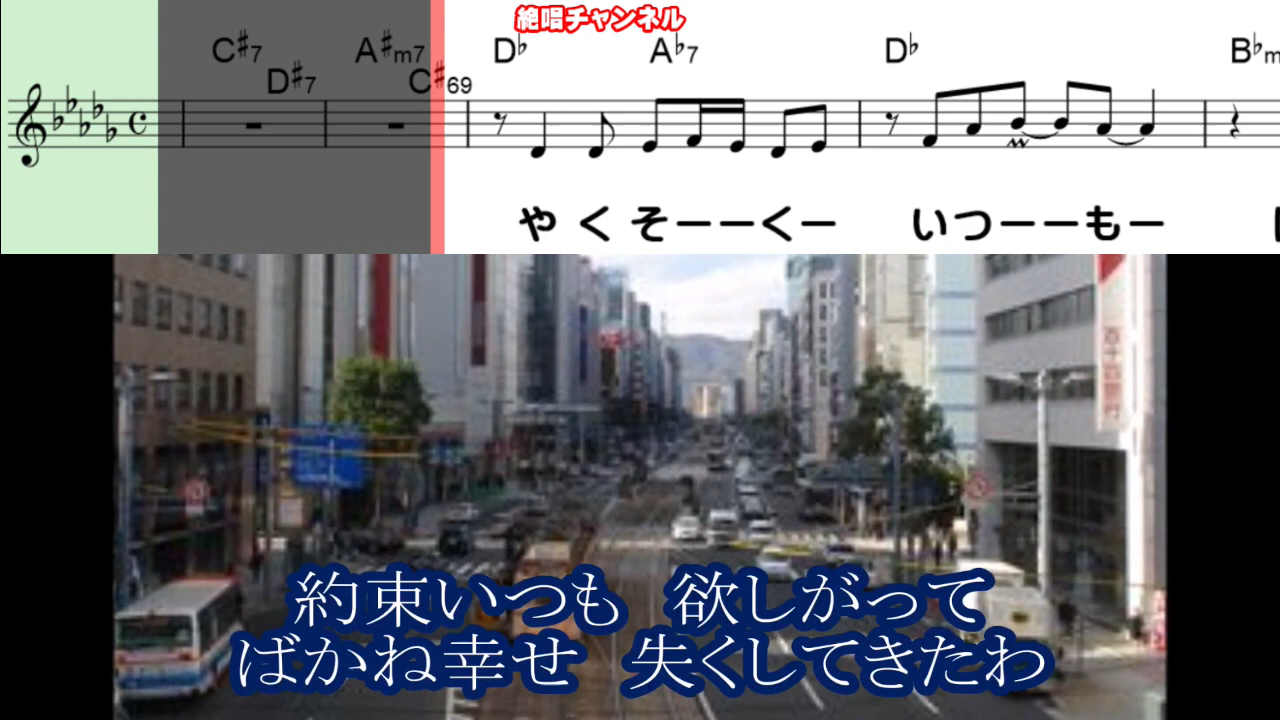 絶唱チャンネル
C♯7 A♯m7 D♭ A♭7 D♭ B♭m
D♯7 C♯69
や く そーーくー いつーーもー
約束いつも 欲しがって
ばかね幸せ 失くしてきたわ